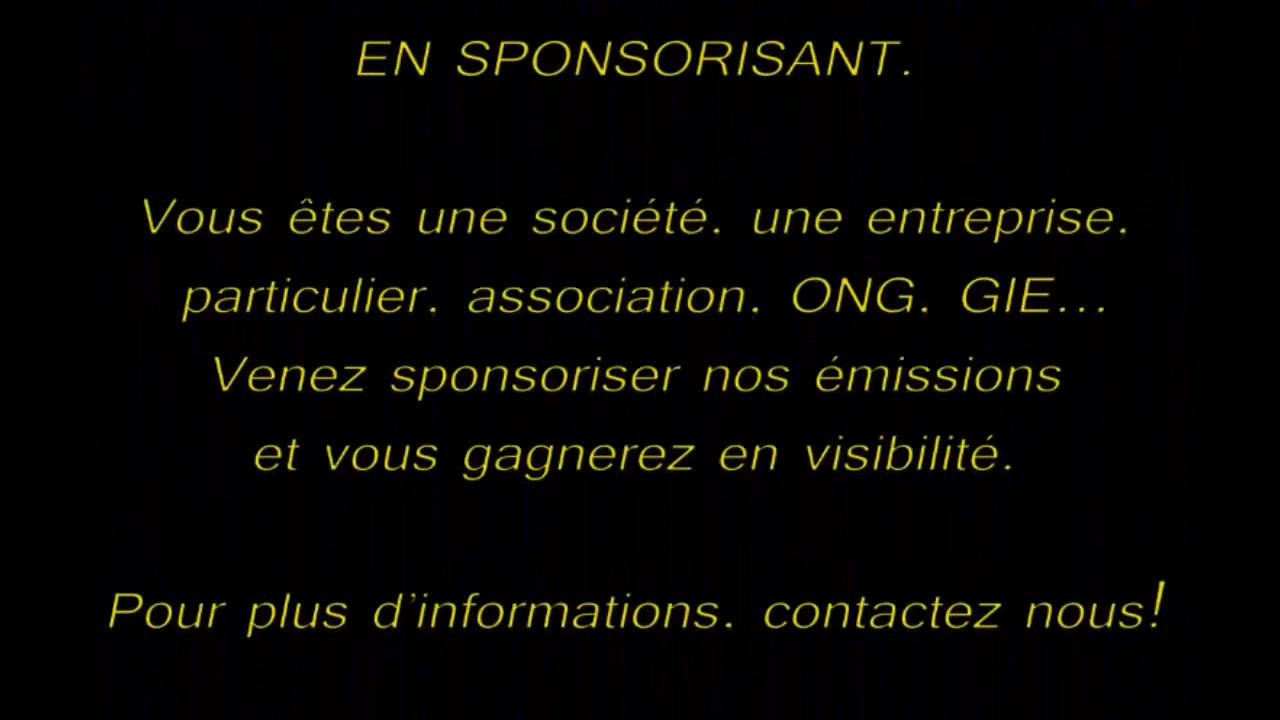 EN SPONSORISANT.
Vous êtes une société. une entreprise.
particulier. association. ONG. GIE...
Venez sponsoriser nos émissions
et vous gagnerez en visibilité.
Pour plus d'informations. contactez nous!